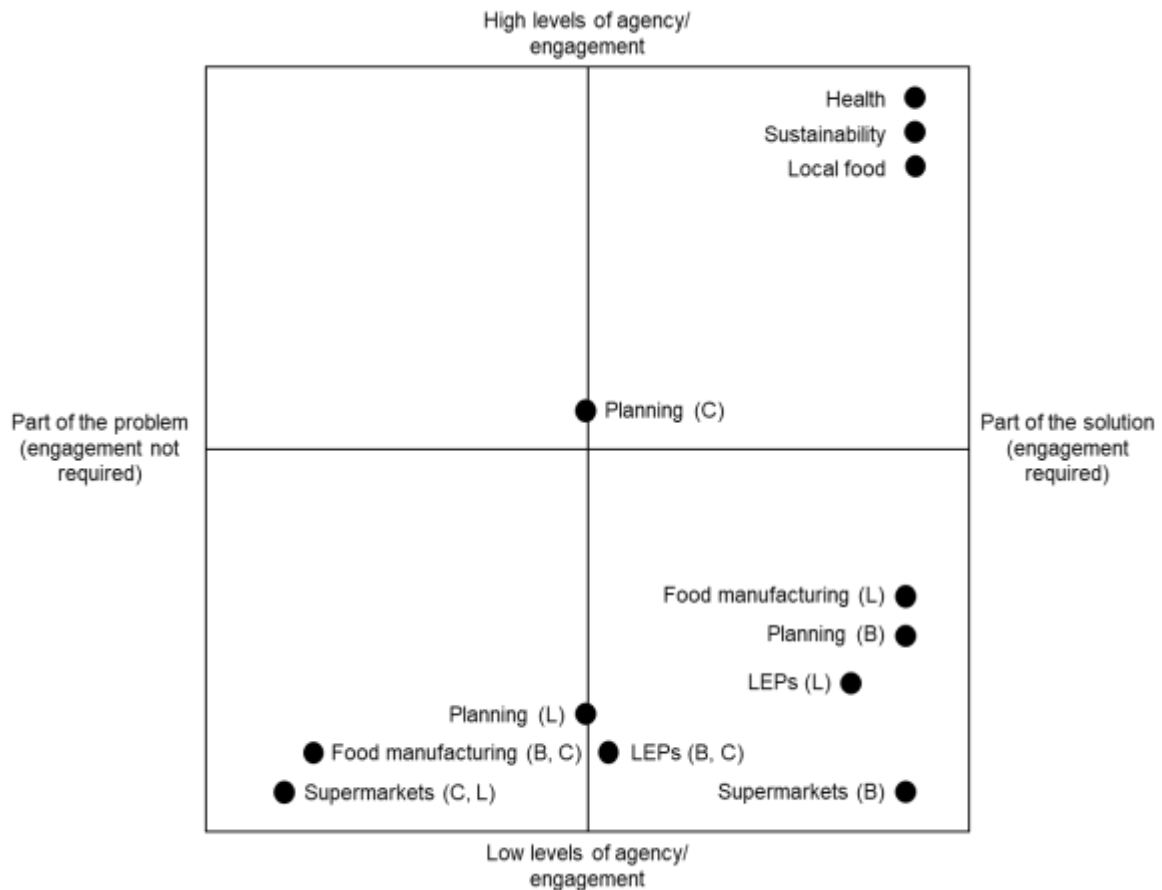 High levels of agency/
engagement
Health
Sustainability
Local food
Planning (C)
Part of the problem
(engagement not
required)
Part of the solution
(engagement
required)
Food manufacturing (L)
Planning (B)
LEPs (L)
Planning (L)
Food manufacturing (B, C)
LEPs (B, C)
Supermarkets (C, L)
Supermarkets (B)
Low levels of agency/
engagement